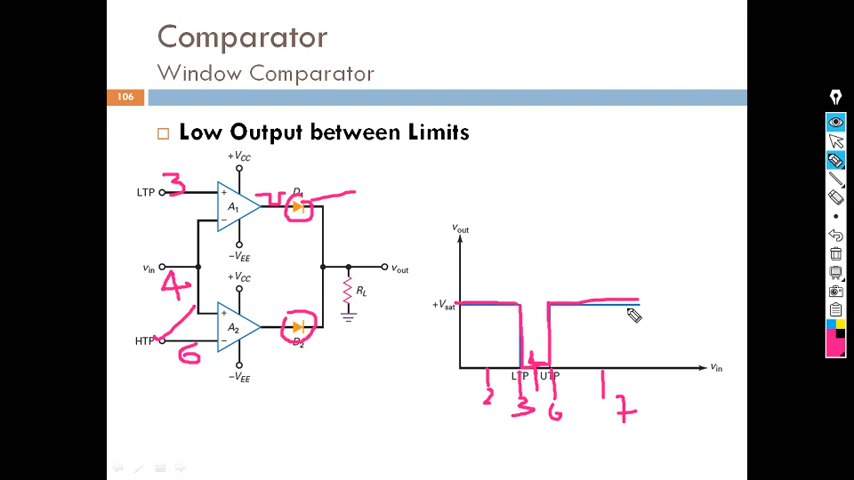 Comparator
Window Comparator
106
Low Output between Limits
+VCC
LTP
3
+
D1
A1
−
−VEE
vin
vout
4
+VCC
RL
+
A2
HTP
−
D2
6
−VEE
vout
+Vsat
4
LTP
UTP
vin
2
3
6
7